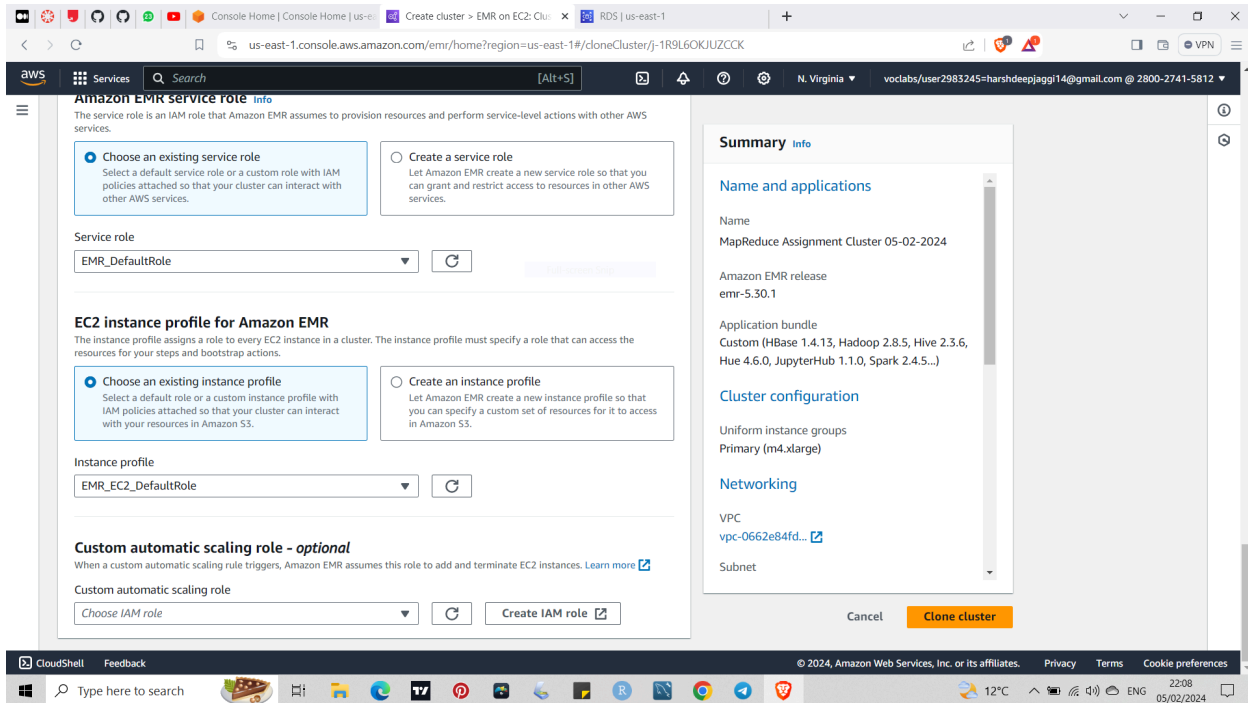 Console Home | Console Home | us-ea
Create cluster > EMR on EC2: Clus
RDS | us-east-1
us-east-1.console.aws.amazon.com/emr/home?region=us-east-1#/cloneCluster/j-1R9L6OKJUZCCK
VPN
aws
Services
Search
[Alt+S]
N. Virginia
voclabs/user2983245=harshdeepjaggi14@gmail.com @ 2800-2741-5812
Amazon EMR service role Info
The service role is an IAM role that Amazon EMR assumes to provision resources and perform service-level actions with other AWS
services.
Choose an existing service role
Select a default service role or a custom role with IAM
policies attached so that your cluster can interact with
other AWS services.
Create a service role
Let Amazon EMR create a new service role so that you
can grant and restrict access to resources in other AWS
services.
Service role
EMR_DefaultRole
EC2 instance profile for Amazon EMR
The instance profile assigns a role to every EC2 instance in a cluster. The instance profile must specify a role that can access the
resources for your steps and bootstrap actions.
Choose an existing instance profile
Select a default role or a custom instance profile with
IAM policies attached so that your cluster can interact
with your resources in Amazon S3.
Create an instance profile
Let Amazon EMR create a new instance profile so that
you can specify a custom set of resources for it to access
in Amazon S3.
Instance profile
EMR_EC2_DefaultRole
Custom automatic scaling role - optional
When a custom automatic scaling rule triggers, Amazon EMR assumes this role to add and terminate EC2 instances. Learn more
Custom automatic scaling role
Choose IAM role
Create IAM role
Summary Info
Name and applications
Name
MapReduce Assignment Cluster 05-02-2024
Amazon EMR release
emr-5.30.1
Application bundle
Custom (HBase 1.4.13, Hadoop 2.8.5, Hive 2.3.6,
Hue 4.6.0, JupyterHub 1.1.0, Spark 2.4.5...)
Cluster configuration
Uniform instance groups
Primary (m4.xlarge)
Networking
VPC
vpc-0662e84fd...
Subnet
Cancel
Clone cluster
CloudShell
Feedback
© 2024, Amazon Web Services, Inc. or its affiliates.
Privacy
Terms
Cookie preferences
Type here to search
12°C
ENG
22:08
05/02/2024